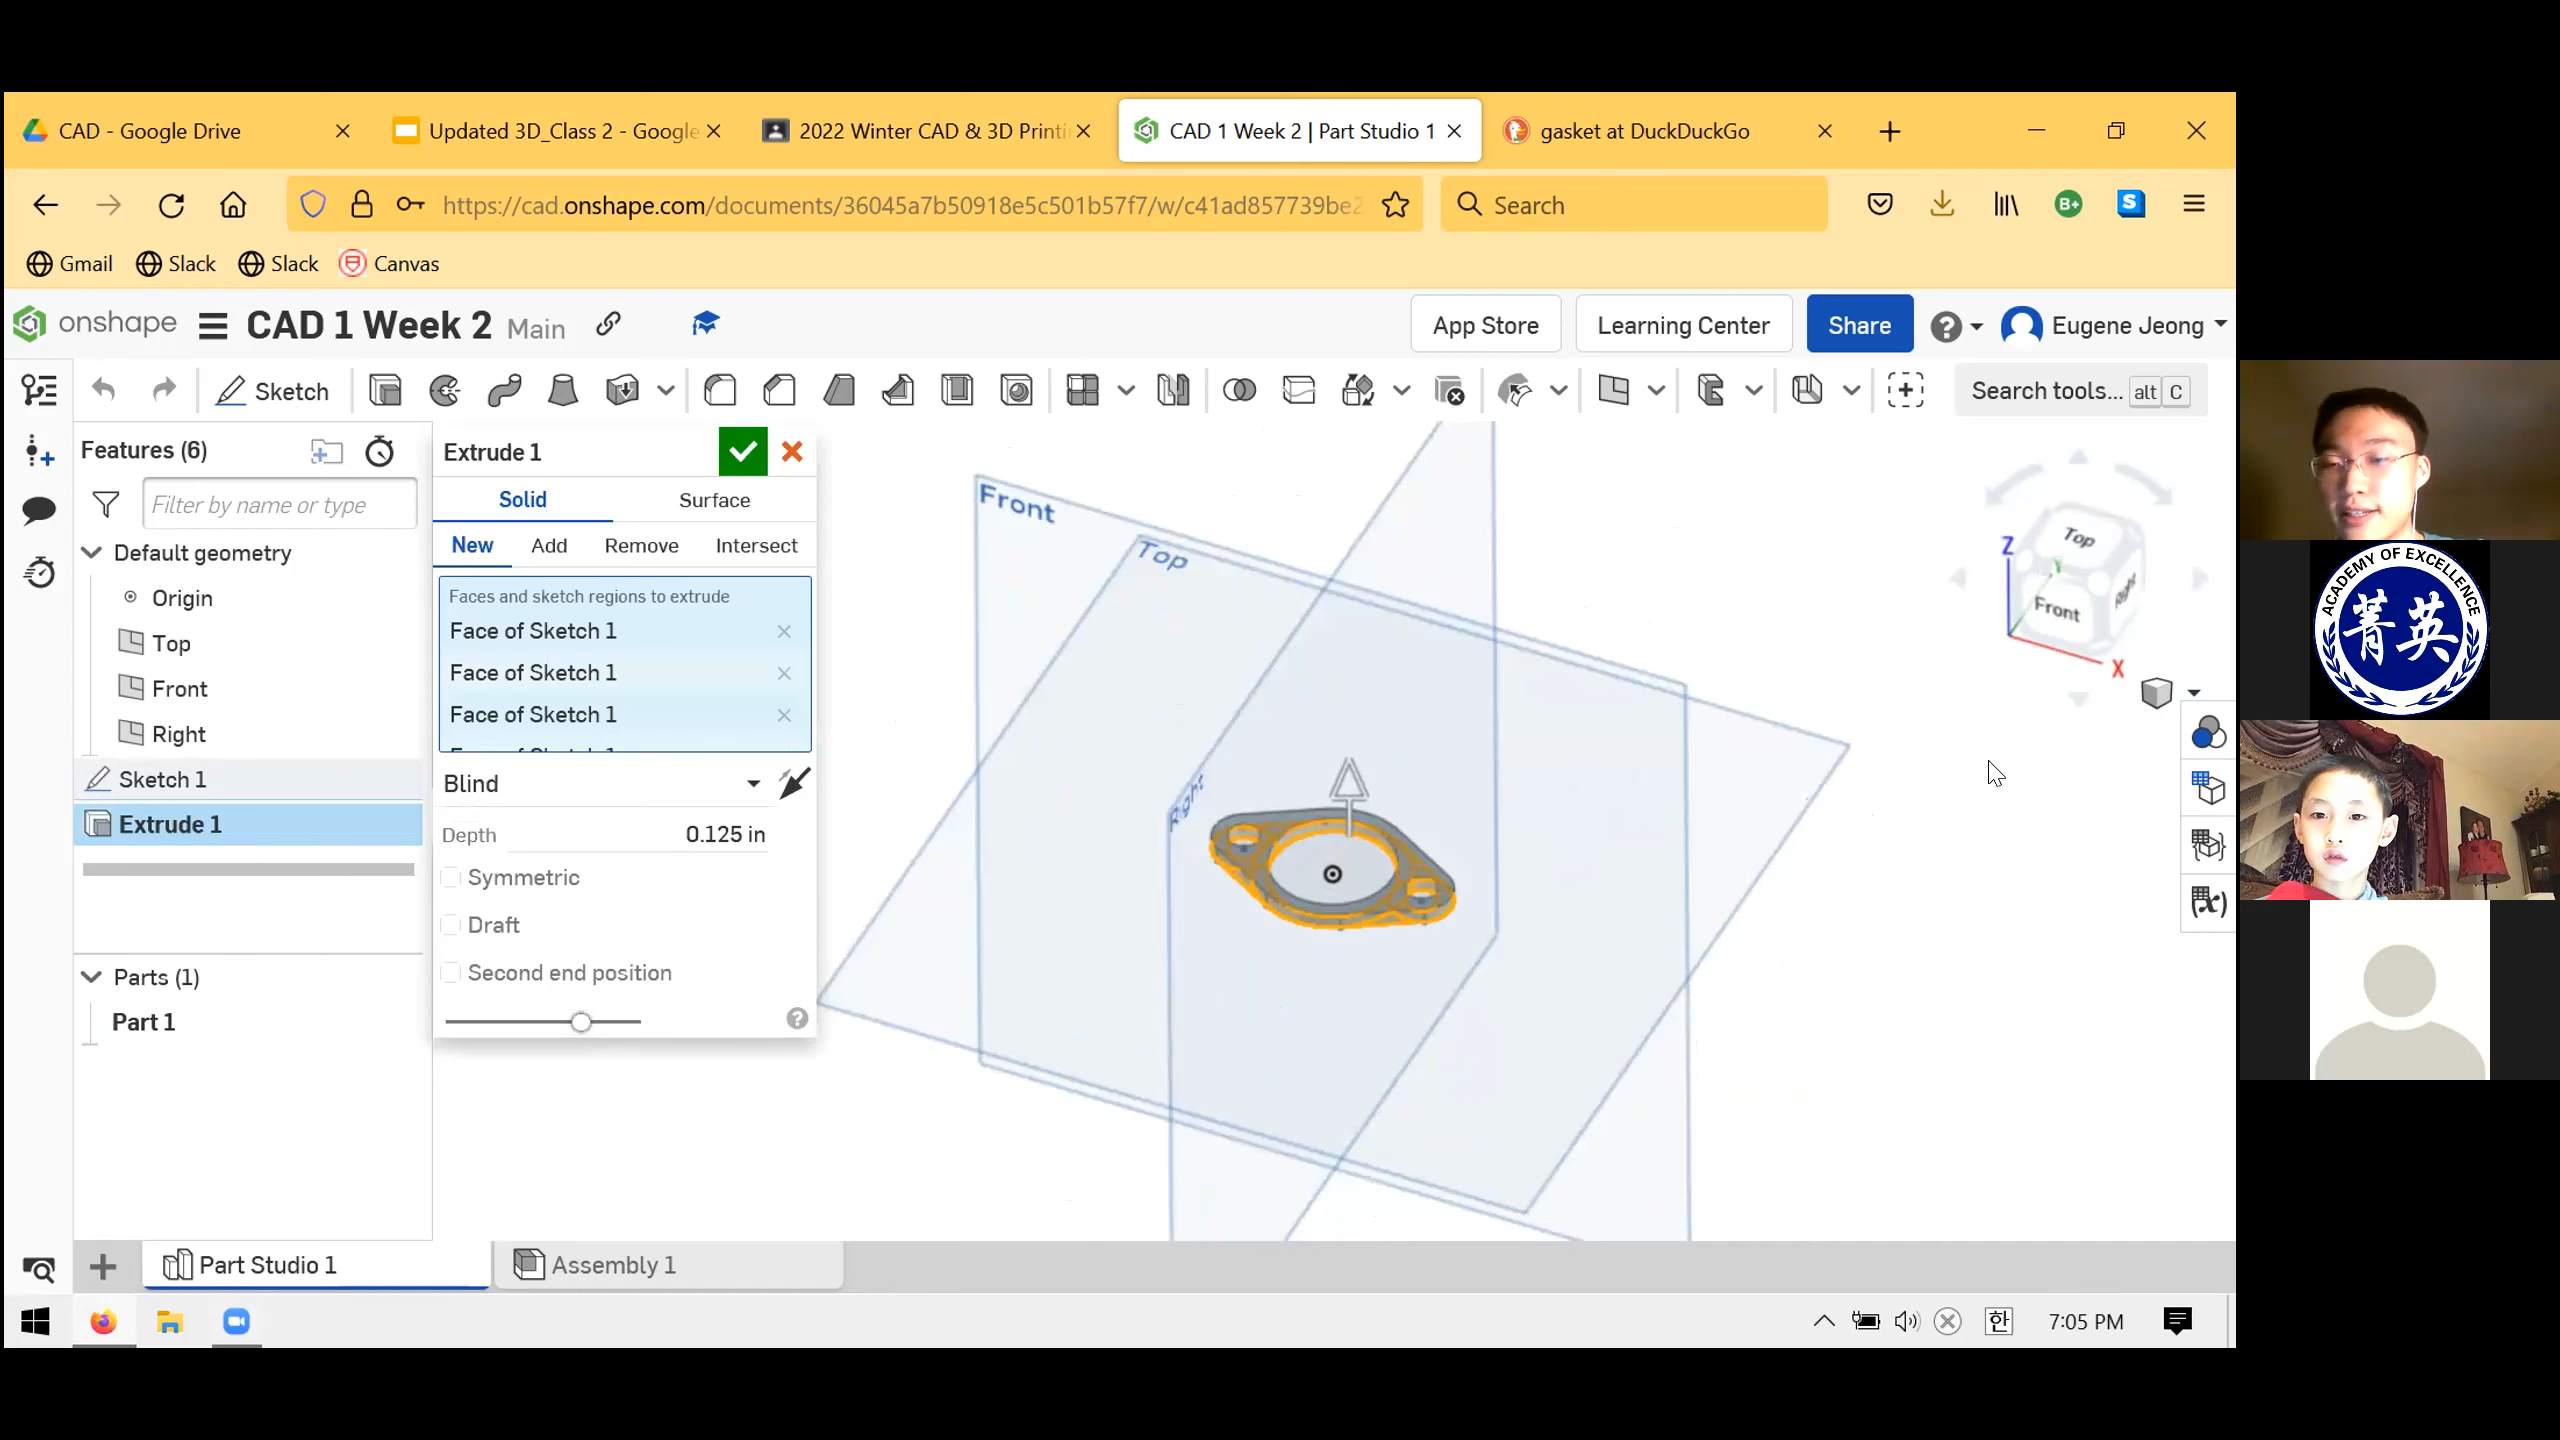 CAD - Google Drive
Updated 3D_Class 2 - Google
2022 Winter CAD & 3D Printi
CAD 1 Week 2 | Part Studio 1
gasket at DuckDuckGo
https://cad.onshape.com/documents/36045a7b50918e5c501b57f7/w/c41ad857739be2
Search
B+
S
Gmail
Slack
Slack
Canvas
onshape
CAD 1 Week 2 Main
App Store
Learning Center
Share
Eugene Jeong
Sketch
Search tools... alt C
Features (6)
Filter by name or type
Default geometry
Origin
Top
Front
Right
Sketch 1
Extrude 1
Parts (1)
Part 1
Extrude 1
Solid
Surface
New
Add
Remove
Intersect
Faces and sketch regions to extrude
Face of Sketch 1
Face of Sketch 1
Face of Sketch 1
Blind
Depth
0.125 in
Symmetric
Draft
Second end position
Front
Top
Right
Top
Front
Right
Z
Y
X
(x)
Part Studio 1
Assembly 1
한
7:05 PM
ACADEMY OF EXCELLENCE
菁英